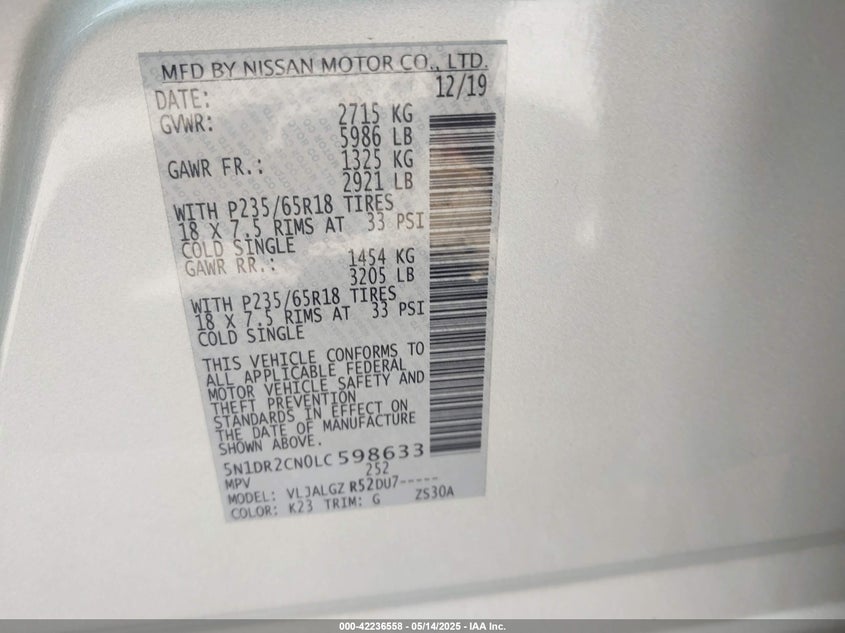 MFD BY NISSAN MOTOR CO., LTD.
DATE: 12/19
GVWR: 2715 KG
5986 LB
GAWR FR.: 1325 KG
2921 LB
WITH P235/65R18 TIRES
18 X 7.5 RIMS AT 33 PSI
COLD SINGLE
GAWR RR.: 1454 KG
3205 LB
WITH P235/65R18 TIRES
18 X 7.5 RIMS AT 33 PSI
COLD SINGLE
THIS VEHICLE CONFORMS TO
ALL APPLICABLE FEDERAL
MOTOR VEHICLE SAFETY AND
THEFT PREVENTION
STANDARDS IN EFFECT ON
THE DATE OF MANUFACTURE
SHOWN ABOVE.
5N1DR2CN0LC 598633
MPV 252
MODEL: VLJALGZ R52DU7-----
COLOR: K23 TRIM: G ZS30A
000-42236558 - 05/14/2025 - IAA Inc.